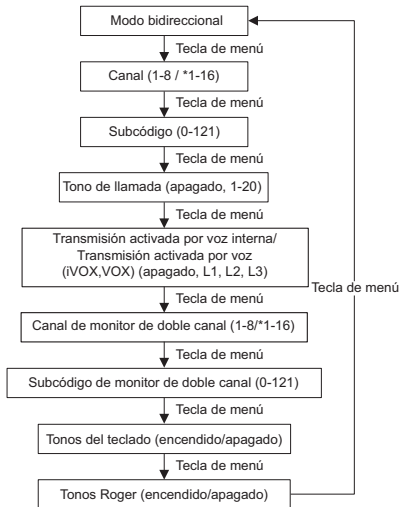 Modo bidireccional
Tecla de menú
Canal (1-8 / *1-16)
Tecla de menú
Subcódigo (0-121)
Tecla de menú
Tono de llamada (apagado, 1-20)
Tecla de menú
Transmisión activada por voz interna/
Transmisión activada por voz
(iVOX,VOX) (apagado, L1, L2, L3)
Tecla de menú
Tecla de menú
Canal de monitor de doble canal (1-8/*1-16)
Tecla de menú
Subcódigo de monitor de doble canal (0-121)
Tecla de menú
Tonos del teclado (encendido/apagado)
Tecla de menú
Tonos Roger (encendido/apagado)